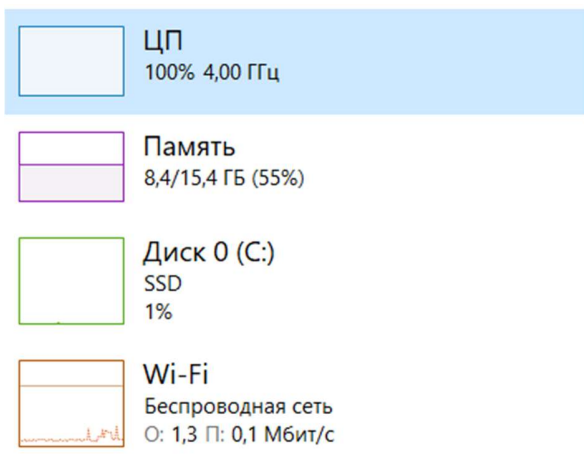 ЦП
100% 4,00 ГГц
Память
8,4/15,4 ГБ (55%)
Диск 0 (C:)
SSD
1%
Wi-Fi
Беспроводная сеть
О: 1,3 П: 0,1 Мбит/с